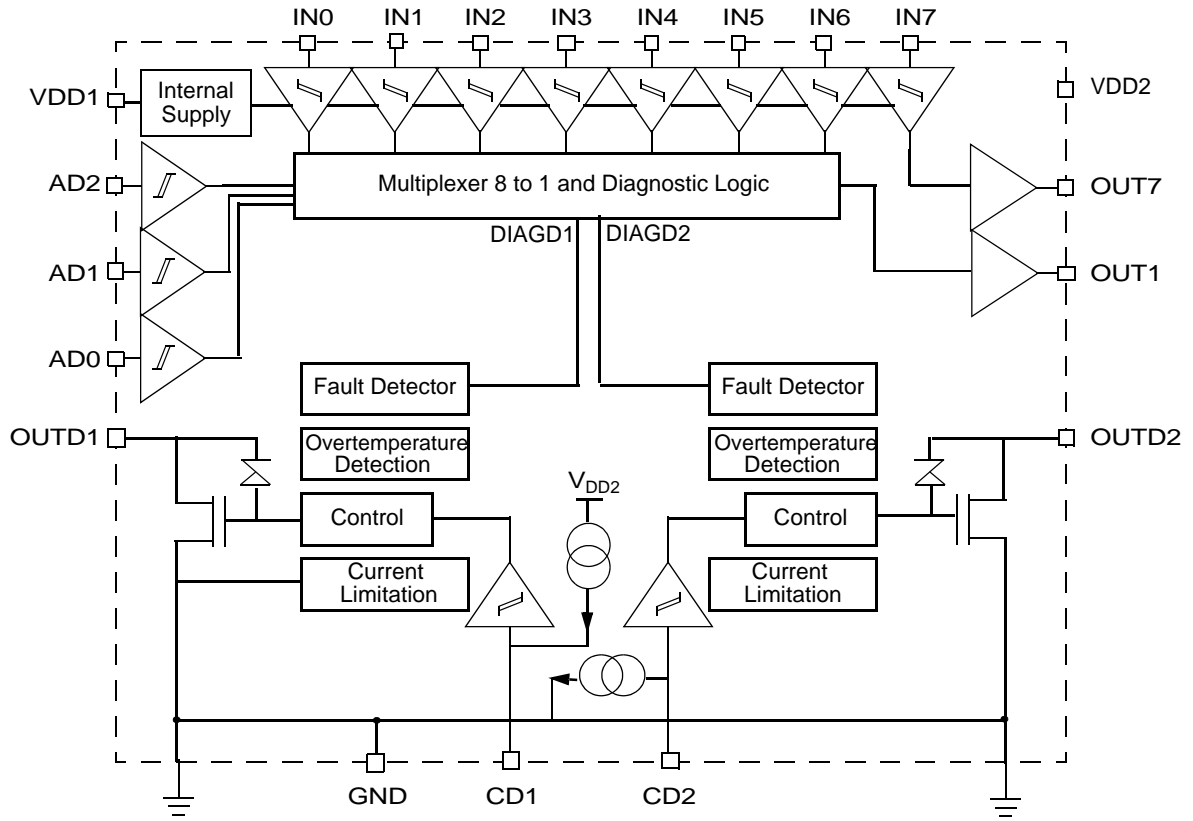 IN0 IN1 IN2 IN3 IN4 IN5 IN6 IN7
VDD1
Internal
Supply
VDD2
AD2
Multiplexer 8 to 1 and Diagnostic Logic
OUT7
DIAGD1 DIAGD2
AD1
OUT1
AD0
Fault Detector
Fault Detector
OUTD1
Overtemperature
Detection
Overtemperature
Detection
OUTD2
VDD2
Control
Control
Current
Limitation
Current
Limitation
GND CD1 CD2